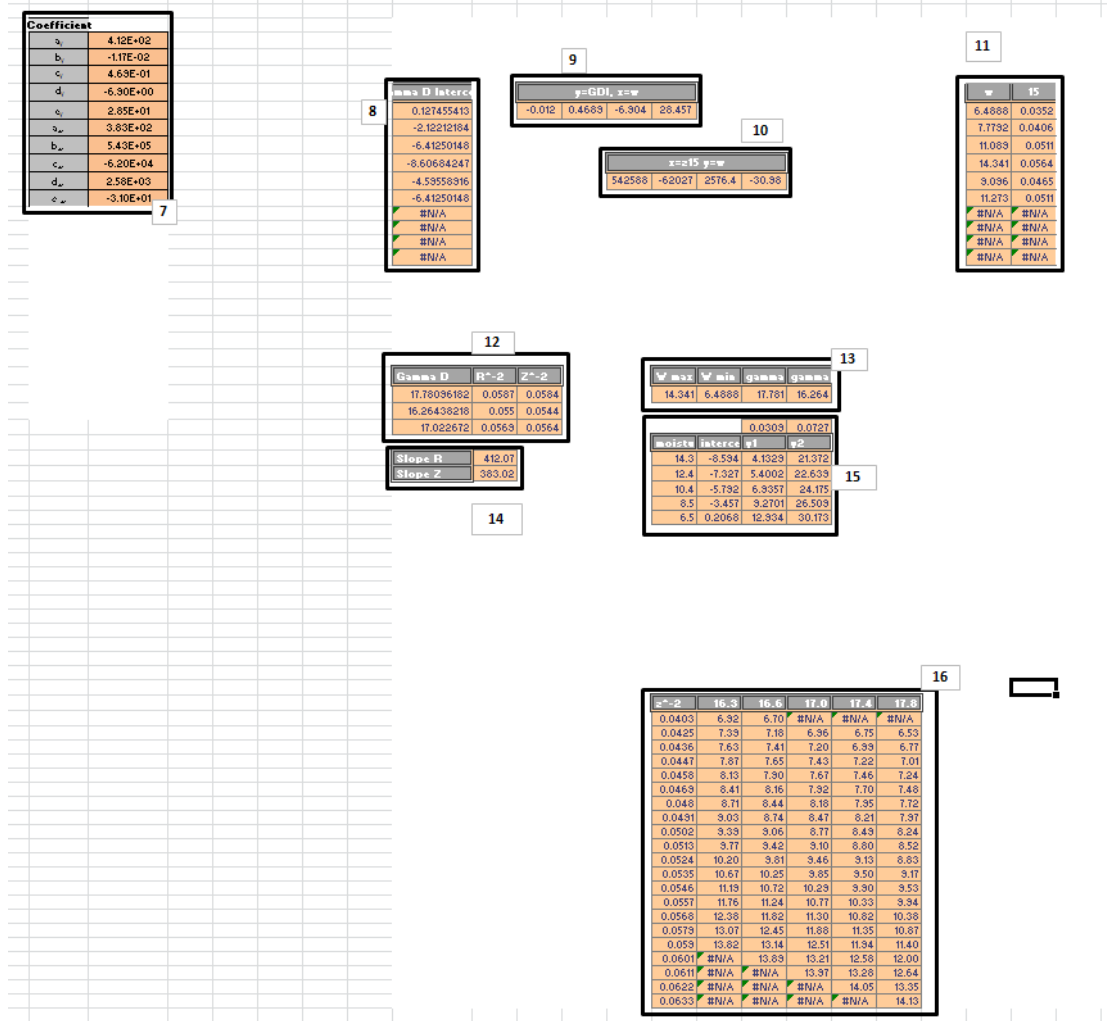 Coefficient
a 4.12E+02
b -1.17E-02
c 4.69E-01
d -6.90E+00
e 2.85E+01
a 3.83E+02
b 5.43E+05
c -6.20E+04
d 2.58E+03
e -3.10E+01
7
8
mma D Interce
0.127455413
-2.12212184
-6.41250148
-8.60684247
-4.59558916
-6.41250148
#N/A
#N/A
#N/A
#N/A
9
y=GDI, x=w
-0.012 0.4689 -6.904 28.457
10
x=z15 y=w
542588 -62027 2576.4 -30.98
11
w 15
6.4888 0.0352
7.7792 0.0406
11.089 0.0511
14.341 0.0564
9.096 0.0465
11.273 0.0511
#N/A #N/A
#N/A #N/A
#N/A #N/A
#N/A #N/A
12
Gamma D R^-2 Z^-2
17.78096182 0.0587 0.0584
16.26438218 0.055 0.0544
17.022672 0.0569 0.0564
Slope R 412.07
Slope Z 383.02
14
13
W max W min gamma gamma
14.341 6.4888 17.781 16.264
0.0309 0.0727
moistu interce y1 y2
14.3 -8.594 4.1329 21.372
12.4 -7.327 5.4002 22.639
10.4 -5.792 6.9357 24.175
8.5 -3.457 9.2701 26.509
6.5 0.2068 12.934 30.173
15
16
z^-2 16.3 16.6 17.0 17.4 17.8
0.0403 6.92 6.70 #N/A #N/A #N/A
0.0425 7.39 7.18 6.96 6.75 6.53
0.0436 7.63 7.41 7.20 6.99 6.77
0.0447 7.87 7.65 7.43 7.22 7.01
0.0458 8.13 7.90 7.67 7.46 7.24
0.0469 8.41 8.16 7.92 7.70 7.48
0.048 8.71 8.44 8.18 7.95 7.72
0.0491 9.03 8.74 8.47 8.21 7.97
0.0502 9.39 9.06 8.77 8.49 8.24
0.0513 9.77 9.42 9.10 8.80 8.52
0.0524 10.20 9.81 9.46 9.13 8.83
0.0535 10.67 10.25 9.85 9.50 9.17
0.0546 11.19 10.72 10.29 9.90 9.53
0.0557 11.76 11.24 10.77 10.33 9.94
0.0568 12.38 11.82 11.30 10.82 10.38
0.0579 13.07 12.45 11.88 11.35 10.87
0.059 13.82 13.14 12.51 11.94 11.40
0.0601 #N/A 13.89 13.21 12.58 12.00
0.0611 #N/A #N/A 13.97 13.28 12.64
0.0622 #N/A #N/A #N/A 14.05 13.35
0.0633 #N/A #N/A #N/A #N/A 14.13